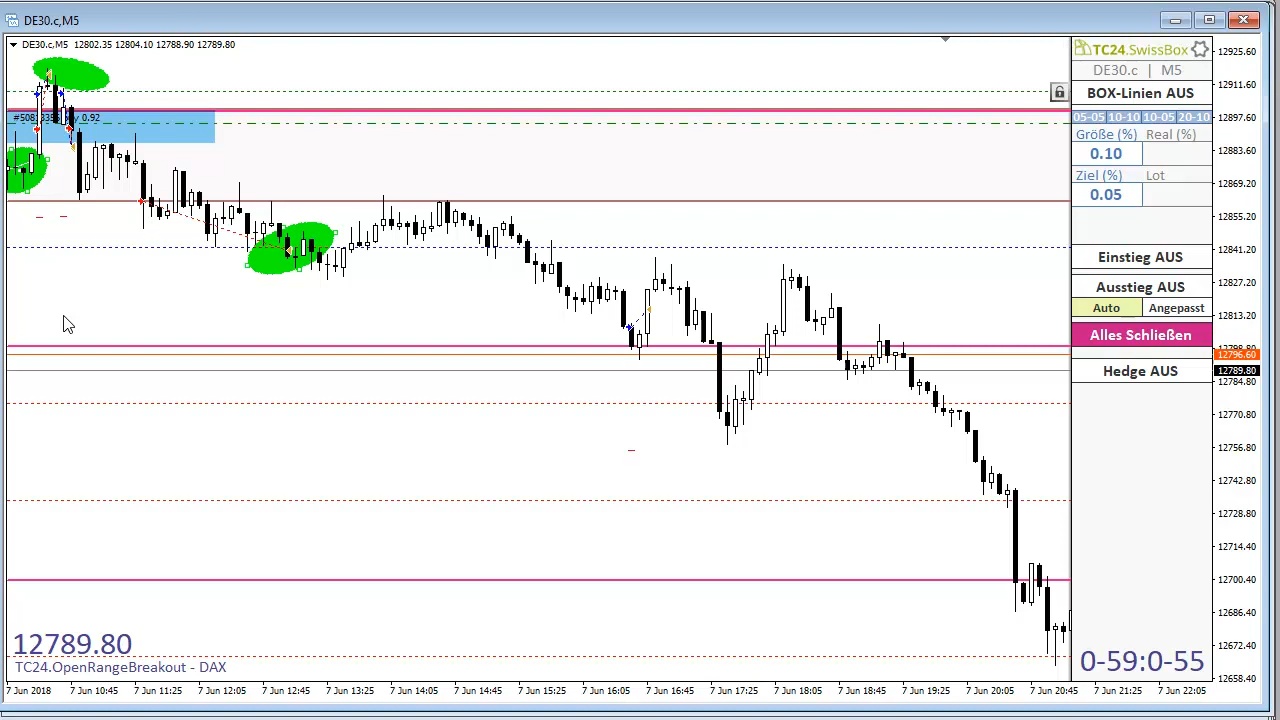 DE30.c,M5
DE30.c,M5 12802.35 12804.10 12788.90 12789.80
TC24.SwissBox
DE30.c | M5
BOX-Linien AUS
05-05 10-10 10-05 20-10
Größe (%) Real (%)
0.10
Ziel (%) Lot
0.05
Einstieg AUS
Ausstieg AUS
Auto Angepasst
Alles Schließen
Hedge AUS
0-59:0-55
0.92
12925.60
12911.60
12897.60
12883.60
12869.20
12855.20
12841.20
12827.20
12813.20
12796.60
12789.80
12784.80
12770.80
12756.80
12742.80
12728.80
12714.40
12700.40
12686.40
12672.40
12658.40
12789.80
TC24.OpenRangeBreakout - DAX
7 Jun 2018 7 Jun 10:45 7 Jun 11:25 7 Jun 12:05 7 Jun 12:45 7 Jun 13:25 7 Jun 14:05 7 Jun 14:45 7 Jun 15:25 7 Jun 16:05 7 Jun 16:45 7 Jun 17:25 7 Jun 18:05 7 Jun 18:45 7 Jun 19:25 7 Jun 20:05 7 Jun 20:45 7 Jun 21:25 7 Jun 22:05